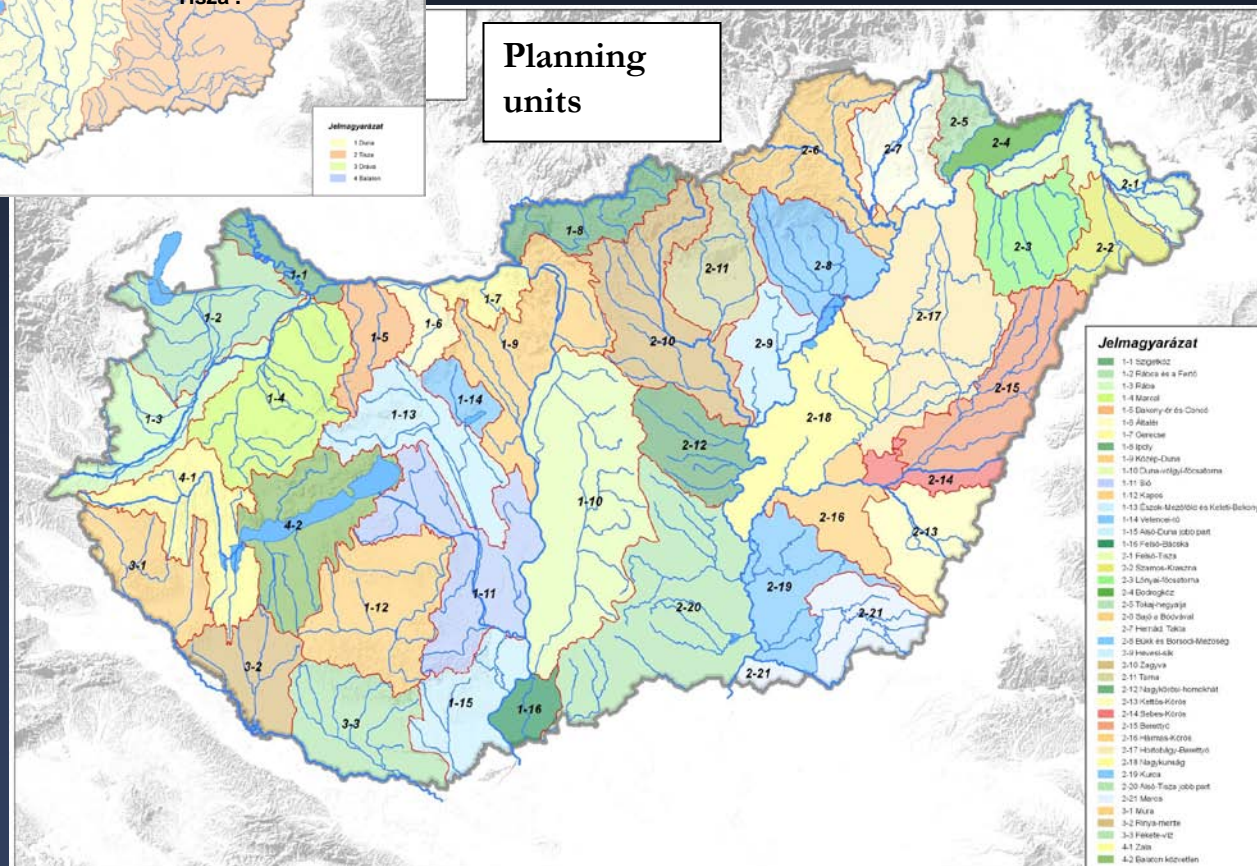 Tisza .
Jelmagyarázat
1 Duna
2 Tisza
3 Dráva
4 Balaton
Planning
units
1-1
1-2
1-3
1-4
1-5
1-6
1-7
1-8
1-9
1-10
1-11
1-12
1-13
1-14
1-15
1-16
2-1
2-2
2-3
2-4
2-5
2-6
2-7
2-8
2-9
2-10
2-11
2-12
2-13
2-14
2-15
2-16
2-17
2-18
2-19
2-20
2-21
2-21
3-1
3-2
3-3
4-1
4-2
Jelmagyarázat
1-1 Szigetköz
1-2 Rábca és a Fertő
1-3 Rába
1-4 Marcal
1-5 Bakony-ér és Concó
1-6 Általér
1-7 Gerecse
1-8 Ipoly
1-9 Közép-Duna
1-10 Duna-völgyi-főcsatorna
1-11 Sió
1-12 Kapos
1-13 Észak-Mezőföld és Keleti-Bakony
1-14 Velencei-tó
1-15 Alsó-Duna jobb part
1-16 Felső-Bácska
2-1 Felső-Tisza
2-2 Szamos-Kraszna
2-3 Lónyai-főcsatorna
2-4 Bodrogköz
2-5 Tokaj-hegyalja
2-6 Sajó a Bódvával
2-7 Hernád, Takta
2-8 Bükk és Borsodi-Mezőség
2-9 Hevesi-sík
2-10 Zagyva
2-11 Tarna
2-12 Nagykőrösi-homokhát
2-13 Kettős-Körös
2-14 Sebes-Körös
2-15 Berettyó
2-16 Hármas-Körös
2-17 Hortobágy-Berettyó
2-18 Nagykunság
2-19 Kurca
2-20 Alsó-Tisza jobb part
2-21 Maros
3-1 Mura
3-2 Rinya-mente
3-3 Fekete-víz
4-1 Zala
4-2 Balaton közvetlen